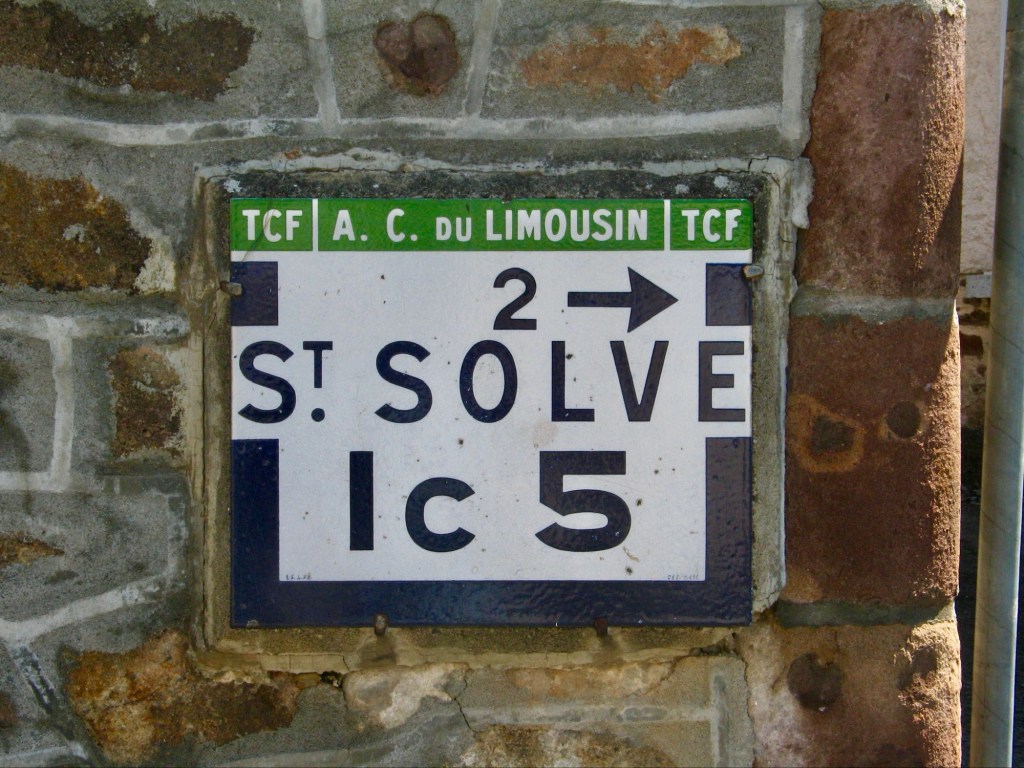 TCF A. C. DU LIMOUSIN TCF
2 →
ST. SOLVE
IC 5